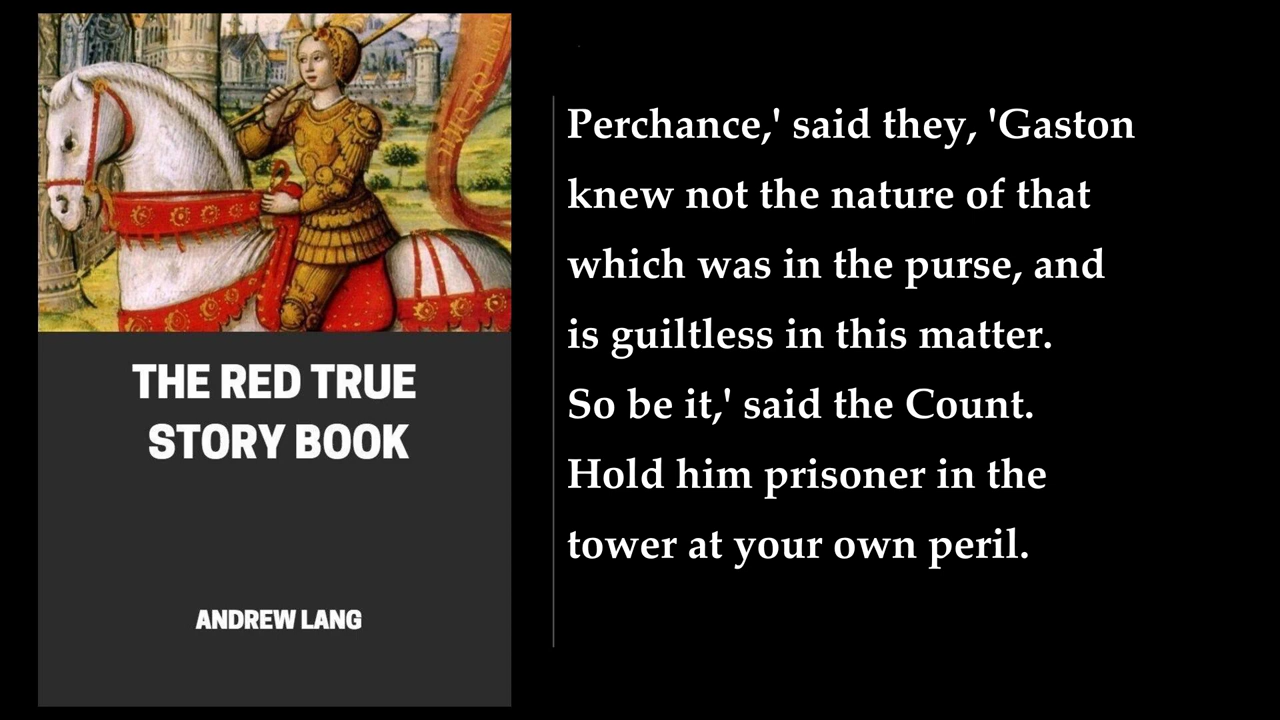 THE RED TRUE
STORY BOOK
ANDREW LANG
Perchance,' said they, 'Gaston
knew not the nature of that
which was in the purse, and
is guiltless in this matter.
So be it,' said the Count.
Hold him prisoner in the
tower at your own peril.